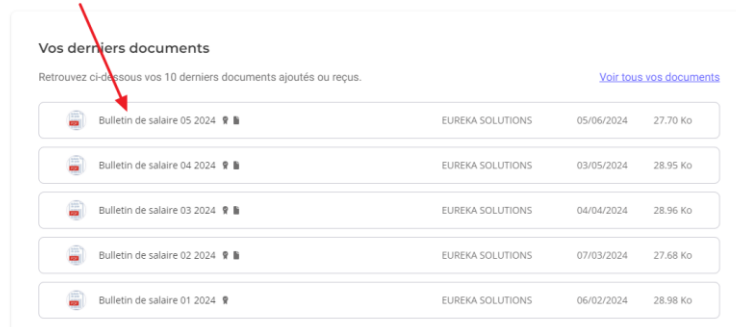 Vos derniers documents
Retrouvez ci-dessous vos 10 derniers documents ajoutés ou reçus. Voir tous vos documents
Bulletin de salaire 05 2024 EUREKA SOLUTIONS 05/06/2024 27.70 Ko
Bulletin de salaire 04 2024 EUREKA SOLUTIONS 03/05/2024 28.95 Ko
Bulletin de salaire 03 2024 EUREKA SOLUTIONS 04/04/2024 28.96 Ko
Bulletin de salaire 02 2024 EUREKA SOLUTIONS 07/03/2024 27.68 Ko
Bulletin de salaire 01 2024 EUREKA SOLUTIONS 06/02/2024 28.98 Ko